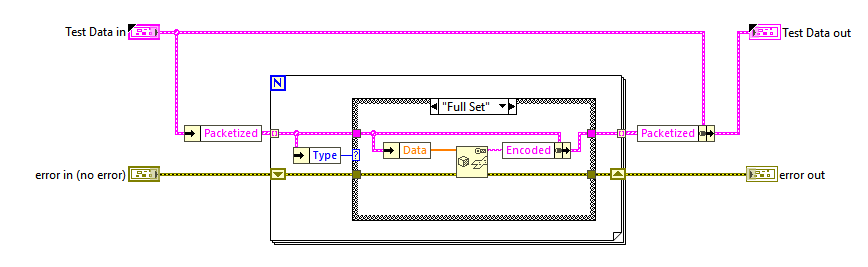 Test Data in
Test Data out
N
"Full Set"
Packetized
Packetized
Type
?
Data
Encoded
error in (no error)
error out